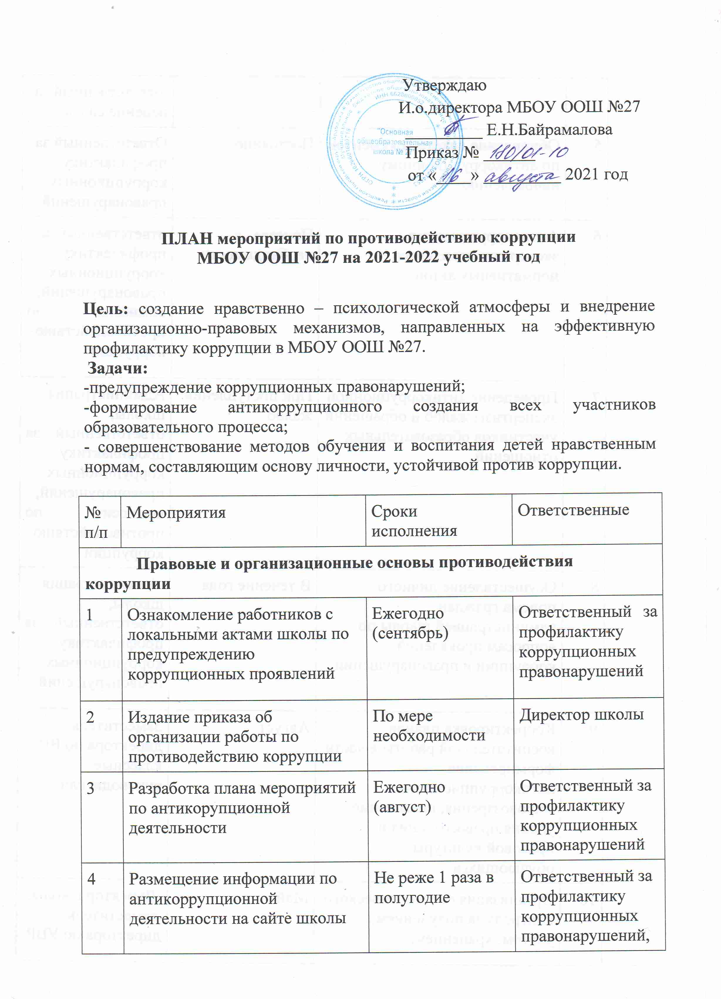 Утверждаю
И.о.директора МБОУ ООШ №27
Е.Н.Байрамалова
Приказ № 180/01-10
от «16» августа 2021 год
"Основная
общеобразовательная
школа № 27"
ПЛАН мероприятий по противодействию коррупции
МБОУ ООШ №27 на 2021-2022 учебный год
Цель: создание нравственно – психологической атмосферы и внедрение
организационно-правовых механизмов, направленных на эффективную
профилактику коррупции в МБОУ ООШ №27.
Задачи:
-предупреждение коррупционных правонарушений;
-формирование антикоррупционного создания всех участников
образовательного процесса;
- совершенствование методов обучения и воспитания детей нравственным
нормам, составляющим основу личности, устойчивой против коррупции.
№
п/п
Мероприятия
Сроки
исполнения
Ответственные
Правовые и организационные основы противодействия
коррупции
1
Ознакомление работников с
локальными актами школы по
предупреждению
коррупционных проявлений
Ежегодно
(сентябрь)
Ответственный за
профилактику
коррупционных
правонарушений
2
Издание приказа об
организации работы по
противодействию коррупции
По мере
необходимости
Директор школы
3
Разработка плана мероприятий
по антикорупционной
деятельности
Ежегодно
(август)
Ответственный за
профилактику
коррупционных
правонарушений
4
Размещение информации по
антикоррупционной
деятельности на сайте школы
Не реже 1 раза в
полугодие
Ответственный за
профилактику
коррупционных
правонарушений,